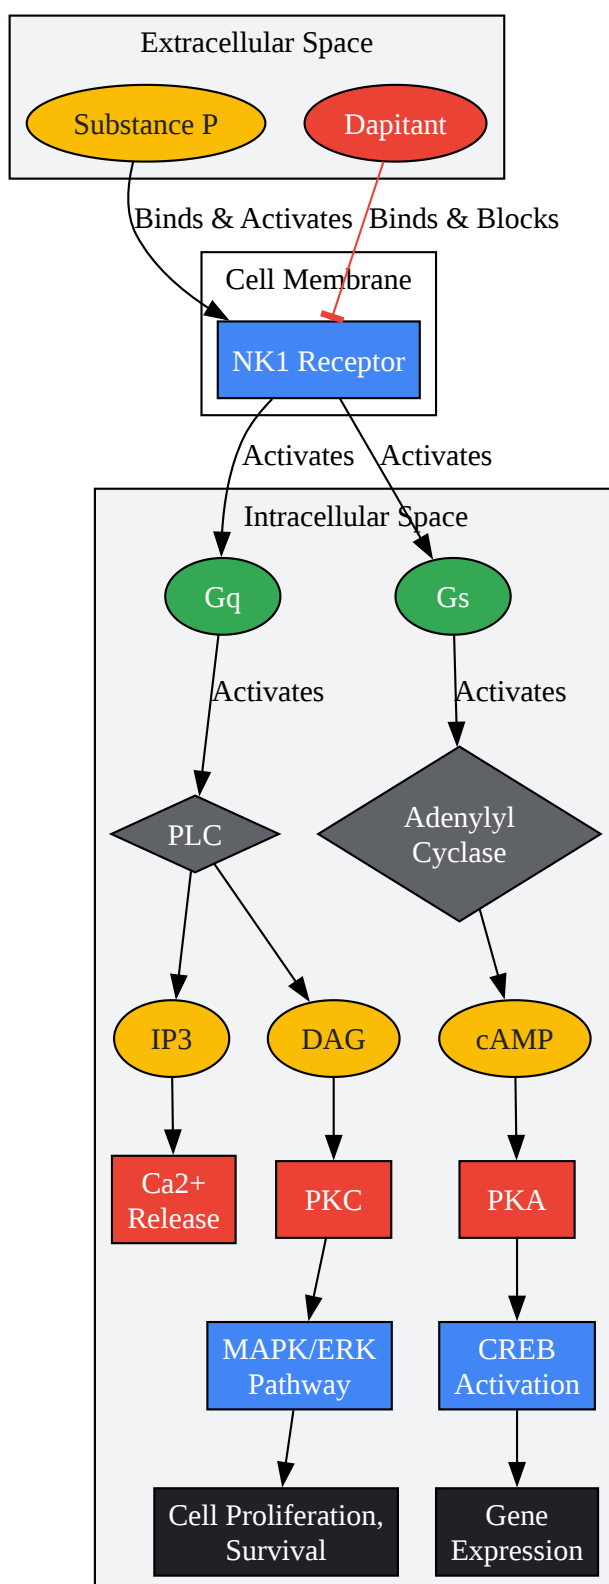 Extracellular Space
Substance P
Dapitant
Binds & Activates
Binds & Blocks
Cell Membrane
NK1 Receptor
Activates
Activates
Intracellular Space
Gq
Gs
Activates
Activates
PLC
Adenylyl
Cyclase
IP3
DAG
cAMP
Ca2+
Release
PKC
PKA
MAPK/ERK
Pathway
CREB
Activation
Cell Proliferation,
Survival
Gene
Expression